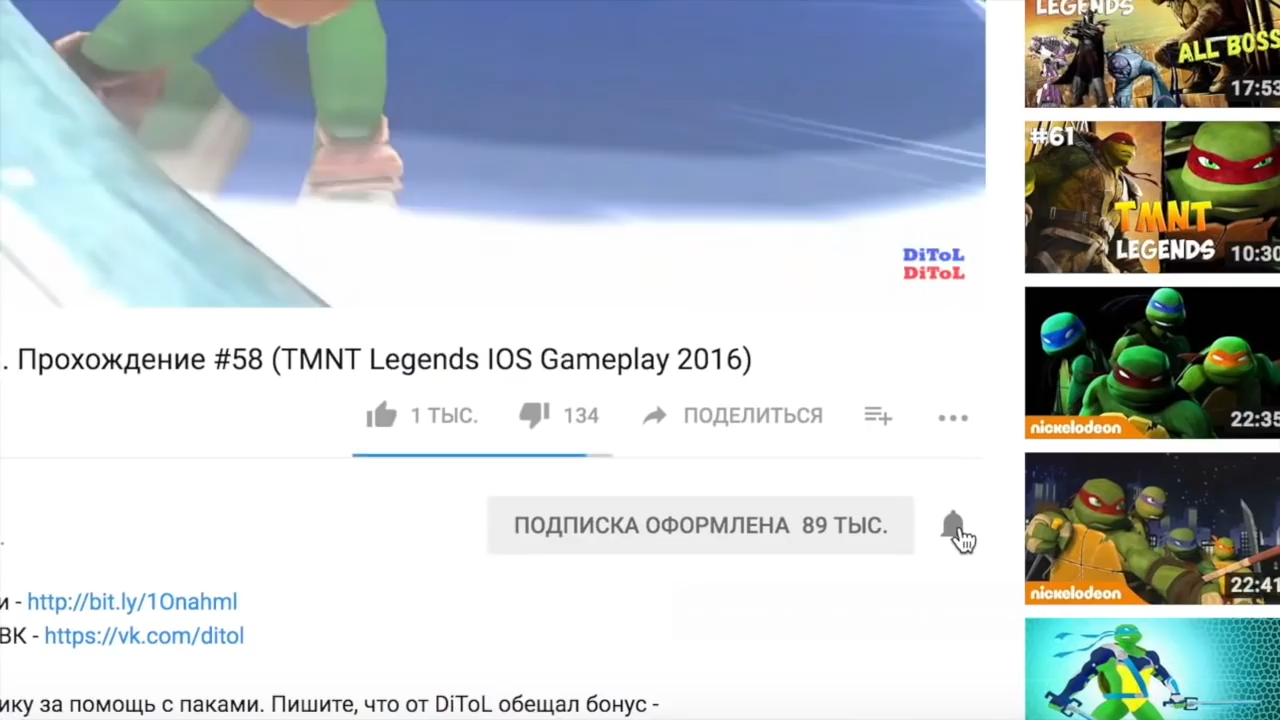 DiToL
DiToL
. Прохождение #58 (TMNT Legends IOS Gameplay 2016)
1 ТЫС. 134 ПОДЕЛИТЬСЯ
ПОДПИСКА ОФОРМЛЕНА 89 ТЫС.
и - http://bit.ly/1Onahml
ВК - https://vk.com/ditol
ику за помощь с паками. Пишите, что от DiToL обещал бонус -
LEGENDS
ALL BOSS
17:53
#61
TMNT
LEGENDS
10:30
22:35
nickelodeon
22:41
nickelodeon